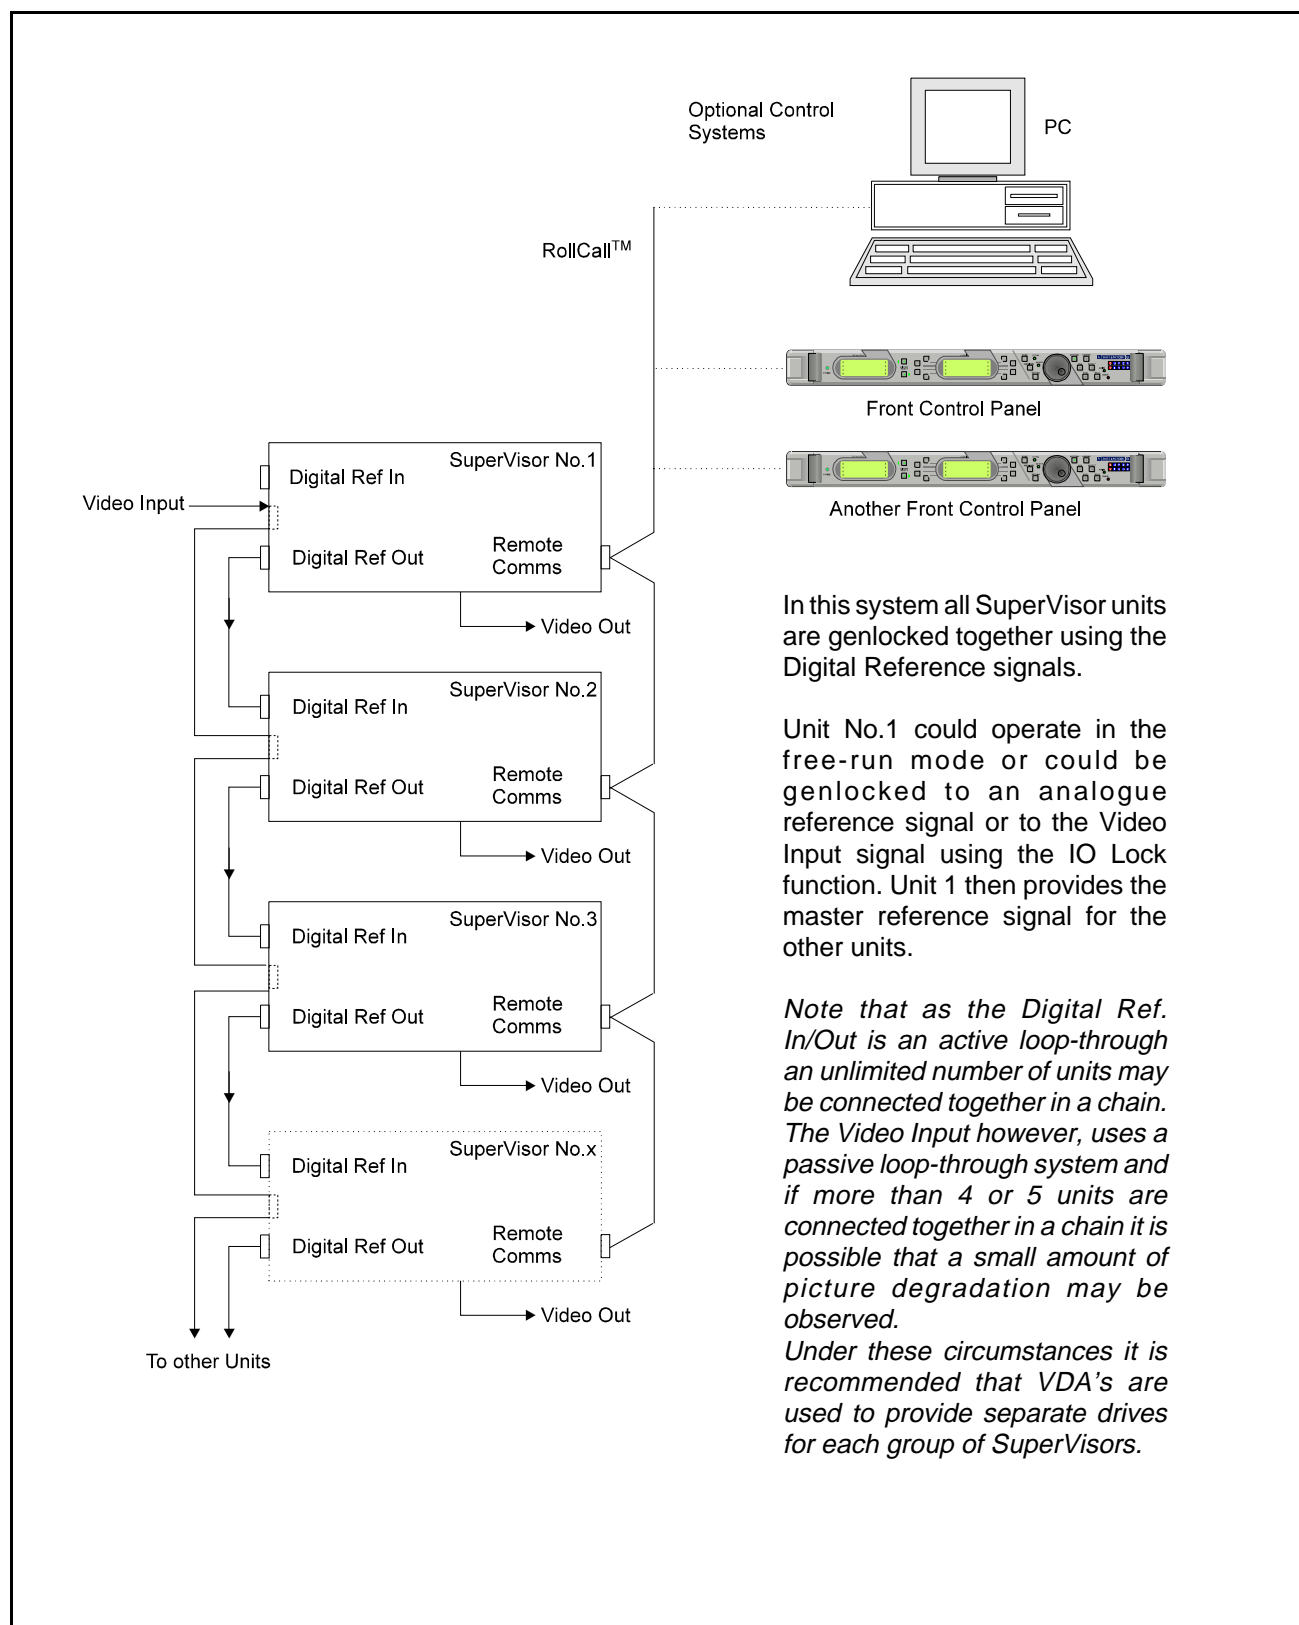 Optional Control
Systems
PC
RollCall™
Front Control Panel
Another Front Control Panel
SuperVisor No.1
Digital Ref In
Video Input
Digital Ref Out
Remote
Comms
Video Out
SuperVisor No.2
Digital Ref In
Digital Ref Out
Remote
Comms
Video Out
SuperVisor No.3
Digital Ref In
Digital Ref Out
Remote
Comms
Video Out
SuperVisor No.x
Digital Ref In
Digital Ref Out
Remote
Comms
Video Out
To other Units
In this system all SuperVisor units
are genlocked together using the
Digital Reference signals.
Unit No.1 could operate in the
free-run mode or could be
genlocked to an analogue
reference signal or to the Video
Input signal using the IO Lock
function. Unit 1 then provides the
master reference signal for the
other units.
Note that as the Digital Ref.
In/Out is an active loop-through
an unlimited number of units may
be connected together in a chain.
The Video Input however, uses a
passive loop-through system and
if more than 4 or 5 units are
connected together in a chain it is
possible that a small amount of
picture degradation may be
observed.
Under these circumstances it is
recommended that VDA's are
used to provide separate drives
for each group of SuperVisors.